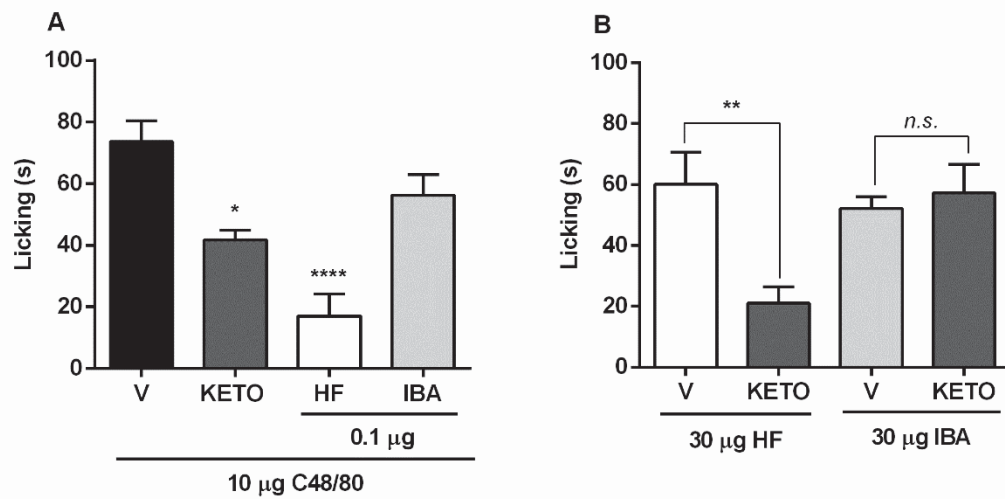 A
100
80
60
40
20
0
Licking (s)
*
****
V KETO HF IBA
0.1 μg
10 μg C48/80
B
100
80
60
40
20
0
Licking (s)
**
n.s.
V KETO V KETO
30 μg HF 30 μg IBA